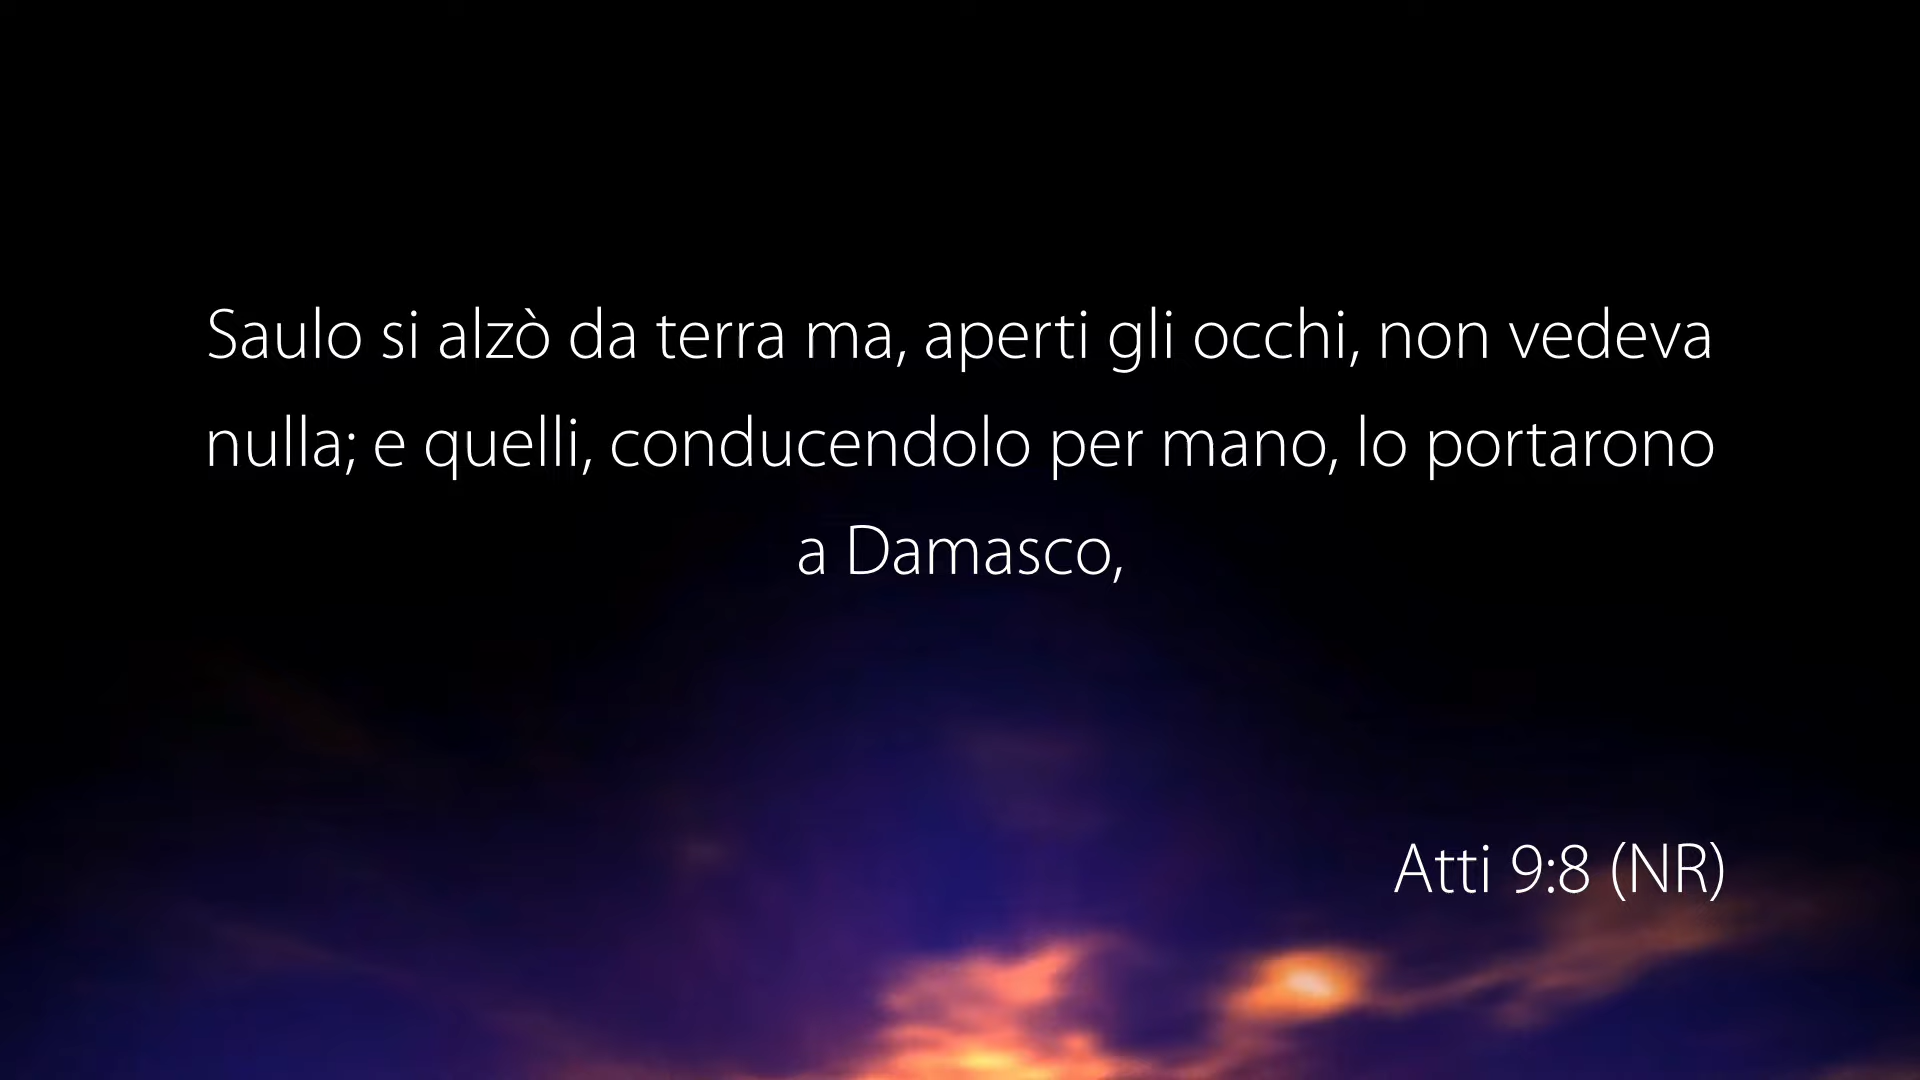 Saulo si alzò da terra ma, aperti gli occhi, non vedeva
nulla; e quelli, conducendolo per mano, lo portarono
a Damasco,
Atti 9:8 (NR)